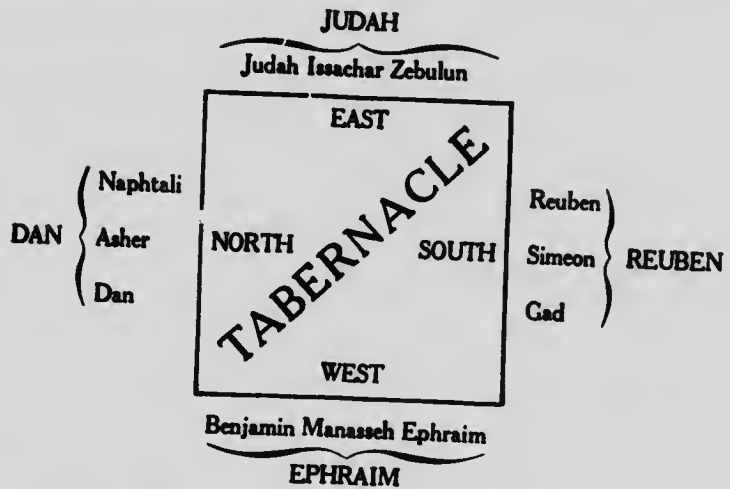 JUDAH
Judah Issachar Zebulun
EAST
Naphtali
Asher
Dan
DAN
NORTH
TABERNACLE
SOUTH
Reuben
Simeon
Gad
REUBEN
WEST
Benjamin Manasseh Ephraim
EPHRAIM